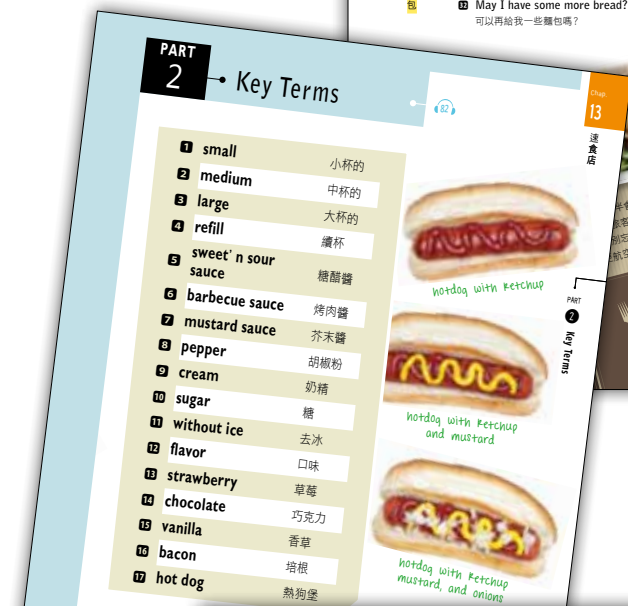 包
32 May I have some more bread?
可以再給我一些麵包嗎？
PART
2
Key Terms
82
Chap.
13
速食店
1 small 小杯的
2 medium 中杯的
3 large 大杯的
4 refill 續杯
5 sweet' n sour
sauce 糖醋醬
6 barbecue sauce 烤肉醬
7 mustard sauce 芥末醬
8 pepper 胡椒粉
9 cream 奶精
10 sugar 糖
11 without ice 去冰
12 flavor 口味
13 strawberry 草莓
14 chocolate 巧克力
15 vanilla 香草
16 bacon 培根
17 hot dog 熱狗堡
hotdog with ketchup
hotdog with ketchup
and mustard
hotdog with ketchup
mustard, and onions
PART
2
Key Terms